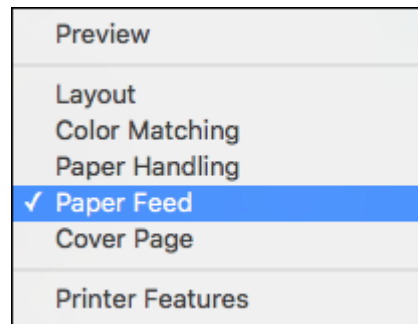 Preview
Layout
Color Matching
Paper Handling
✓ Paper Feed
Cover Page
Printer Features